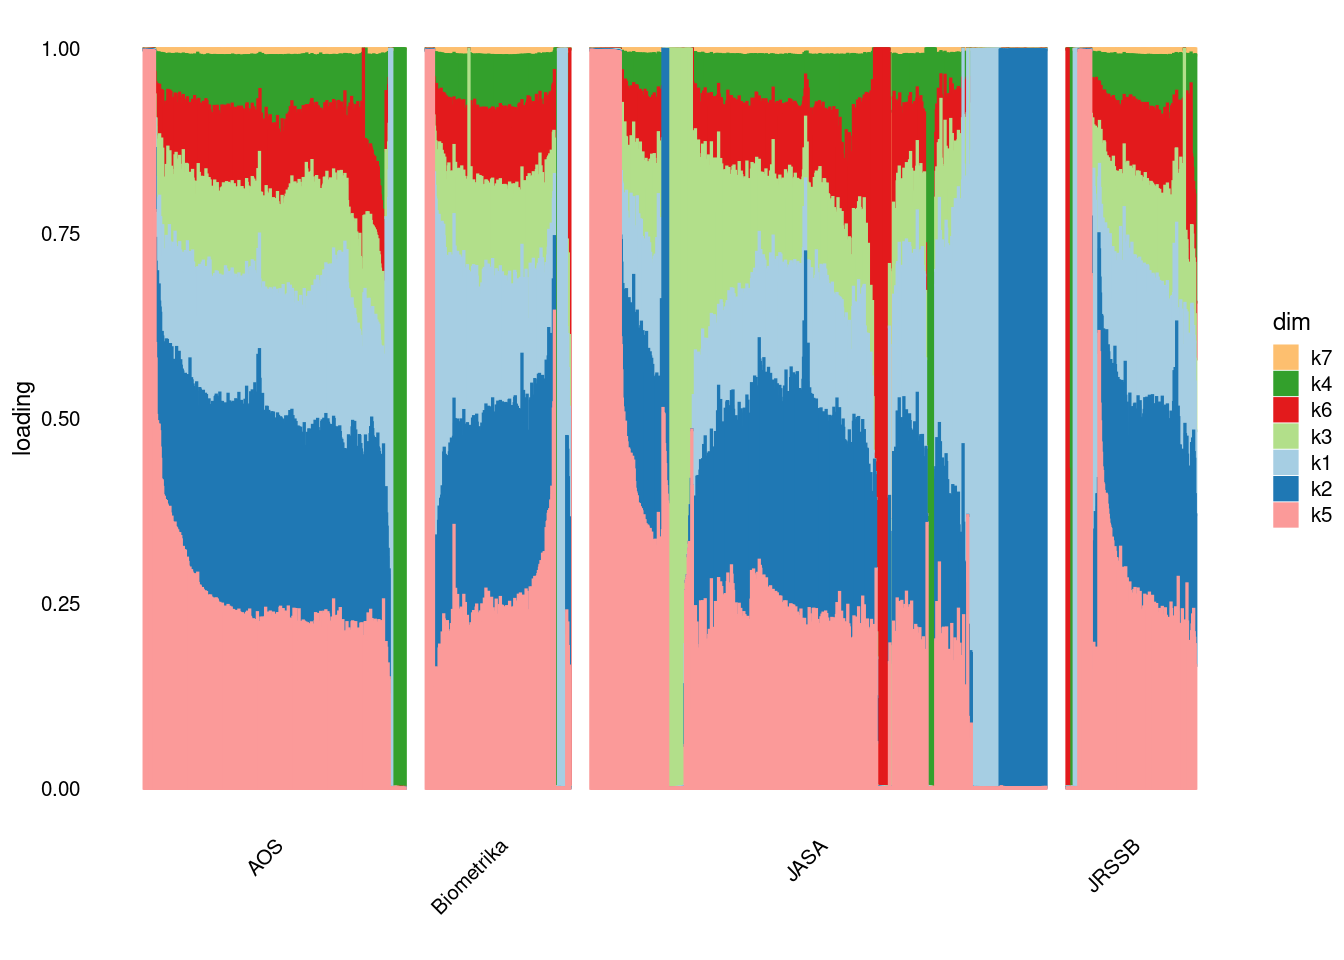 1.00
0.75
0.50
0.25
0.00
loading
AOS
Biometrika
JASA
JRSSB
dim
k7
k4
k6
k3
k1
k2
k5